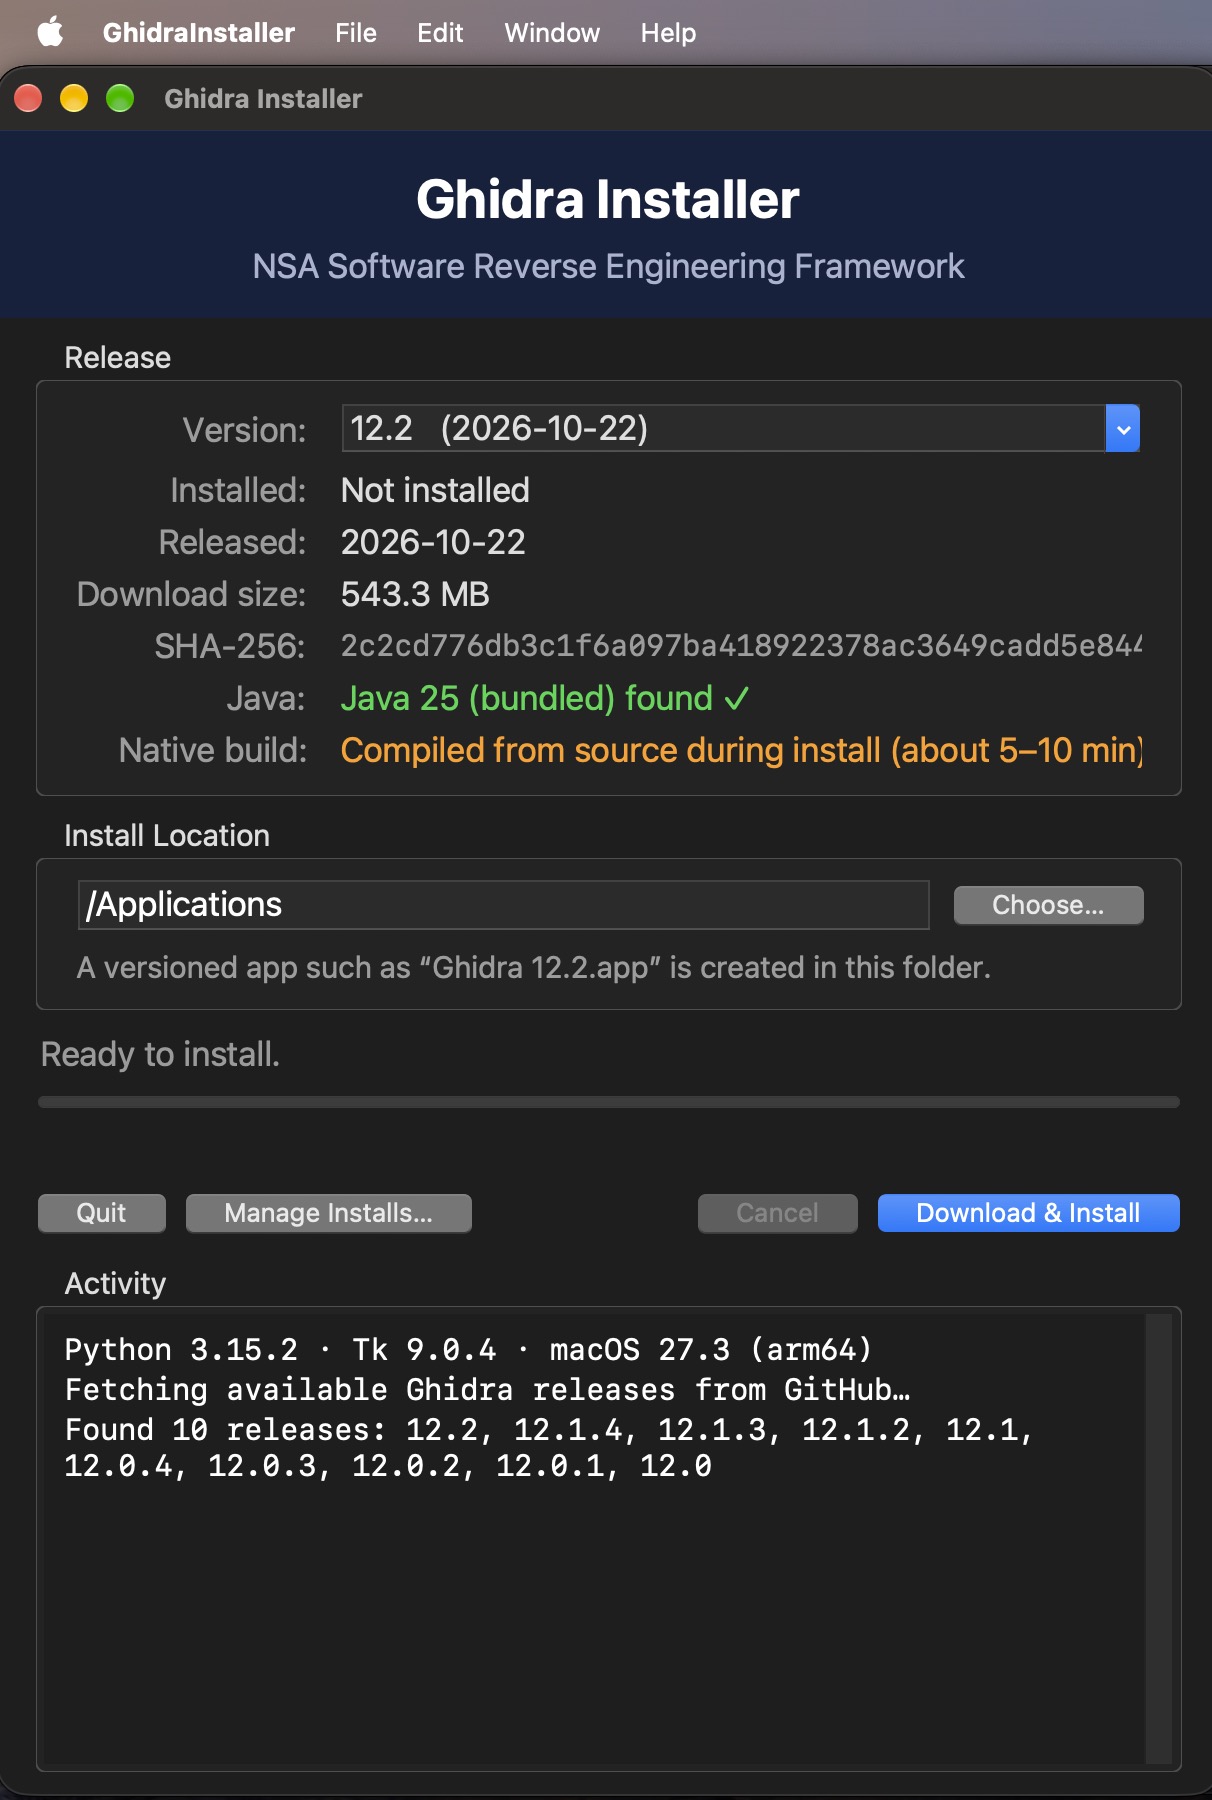 GhidraInstaller File Edit Window Help
Ghidra Installer
Ghidra Installer
NSA Software Reverse Engineering Framework
Release
Version: 12.2 (2026-10-22)
Installed: Not installed
Released: 2026-10-22
Download size: 543.3 MB
SHA-256: 2c2cd776db3c1f6a097ba418922378ac3649cadd5e844
Java: Java 25 (bundled) found ✓
Native build: Compiled from source during install (about 5–10 min)
Install Location
/Applications Choose...
A versioned app such as “Ghidra 12.2.app” is created in this folder.
Ready to install.
Quit Manage Installs... Cancel Download & Install
Activity
Python 3.15.2 · Tk 9.0.4 · macOS 27.3 (arm64)
Fetching available Ghidra releases from GitHub…
Found 10 releases: 12.2, 12.1.4, 12.1.3, 12.1.2, 12.1,
12.0.4, 12.0.3, 12.0.2, 12.0.1, 12.0